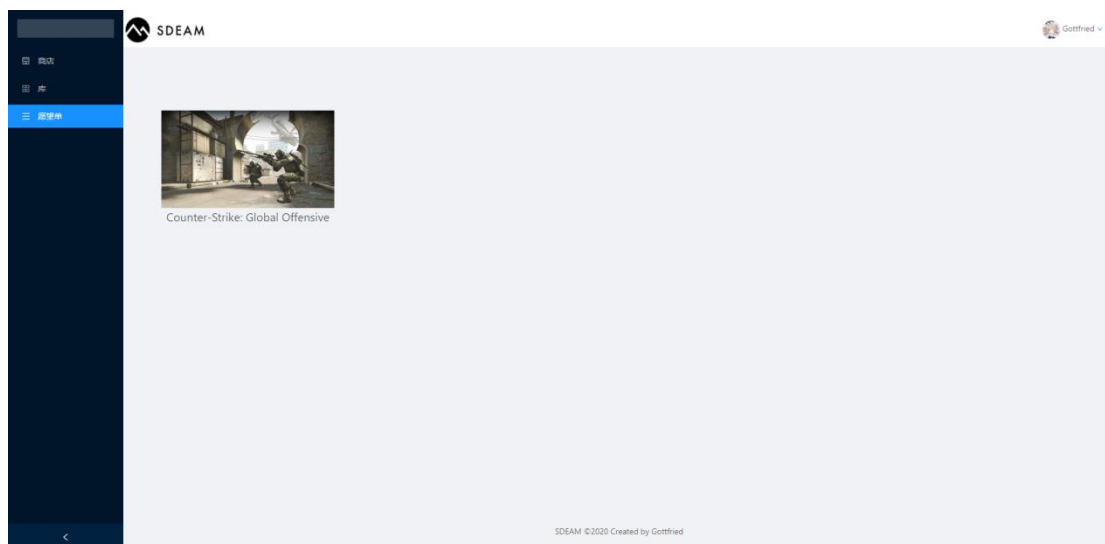 SDEAM
Gottfried
商店
库
愿望单
Counter-Strike: Global Offensive
SDEAM ©2020 Created by Gottfried